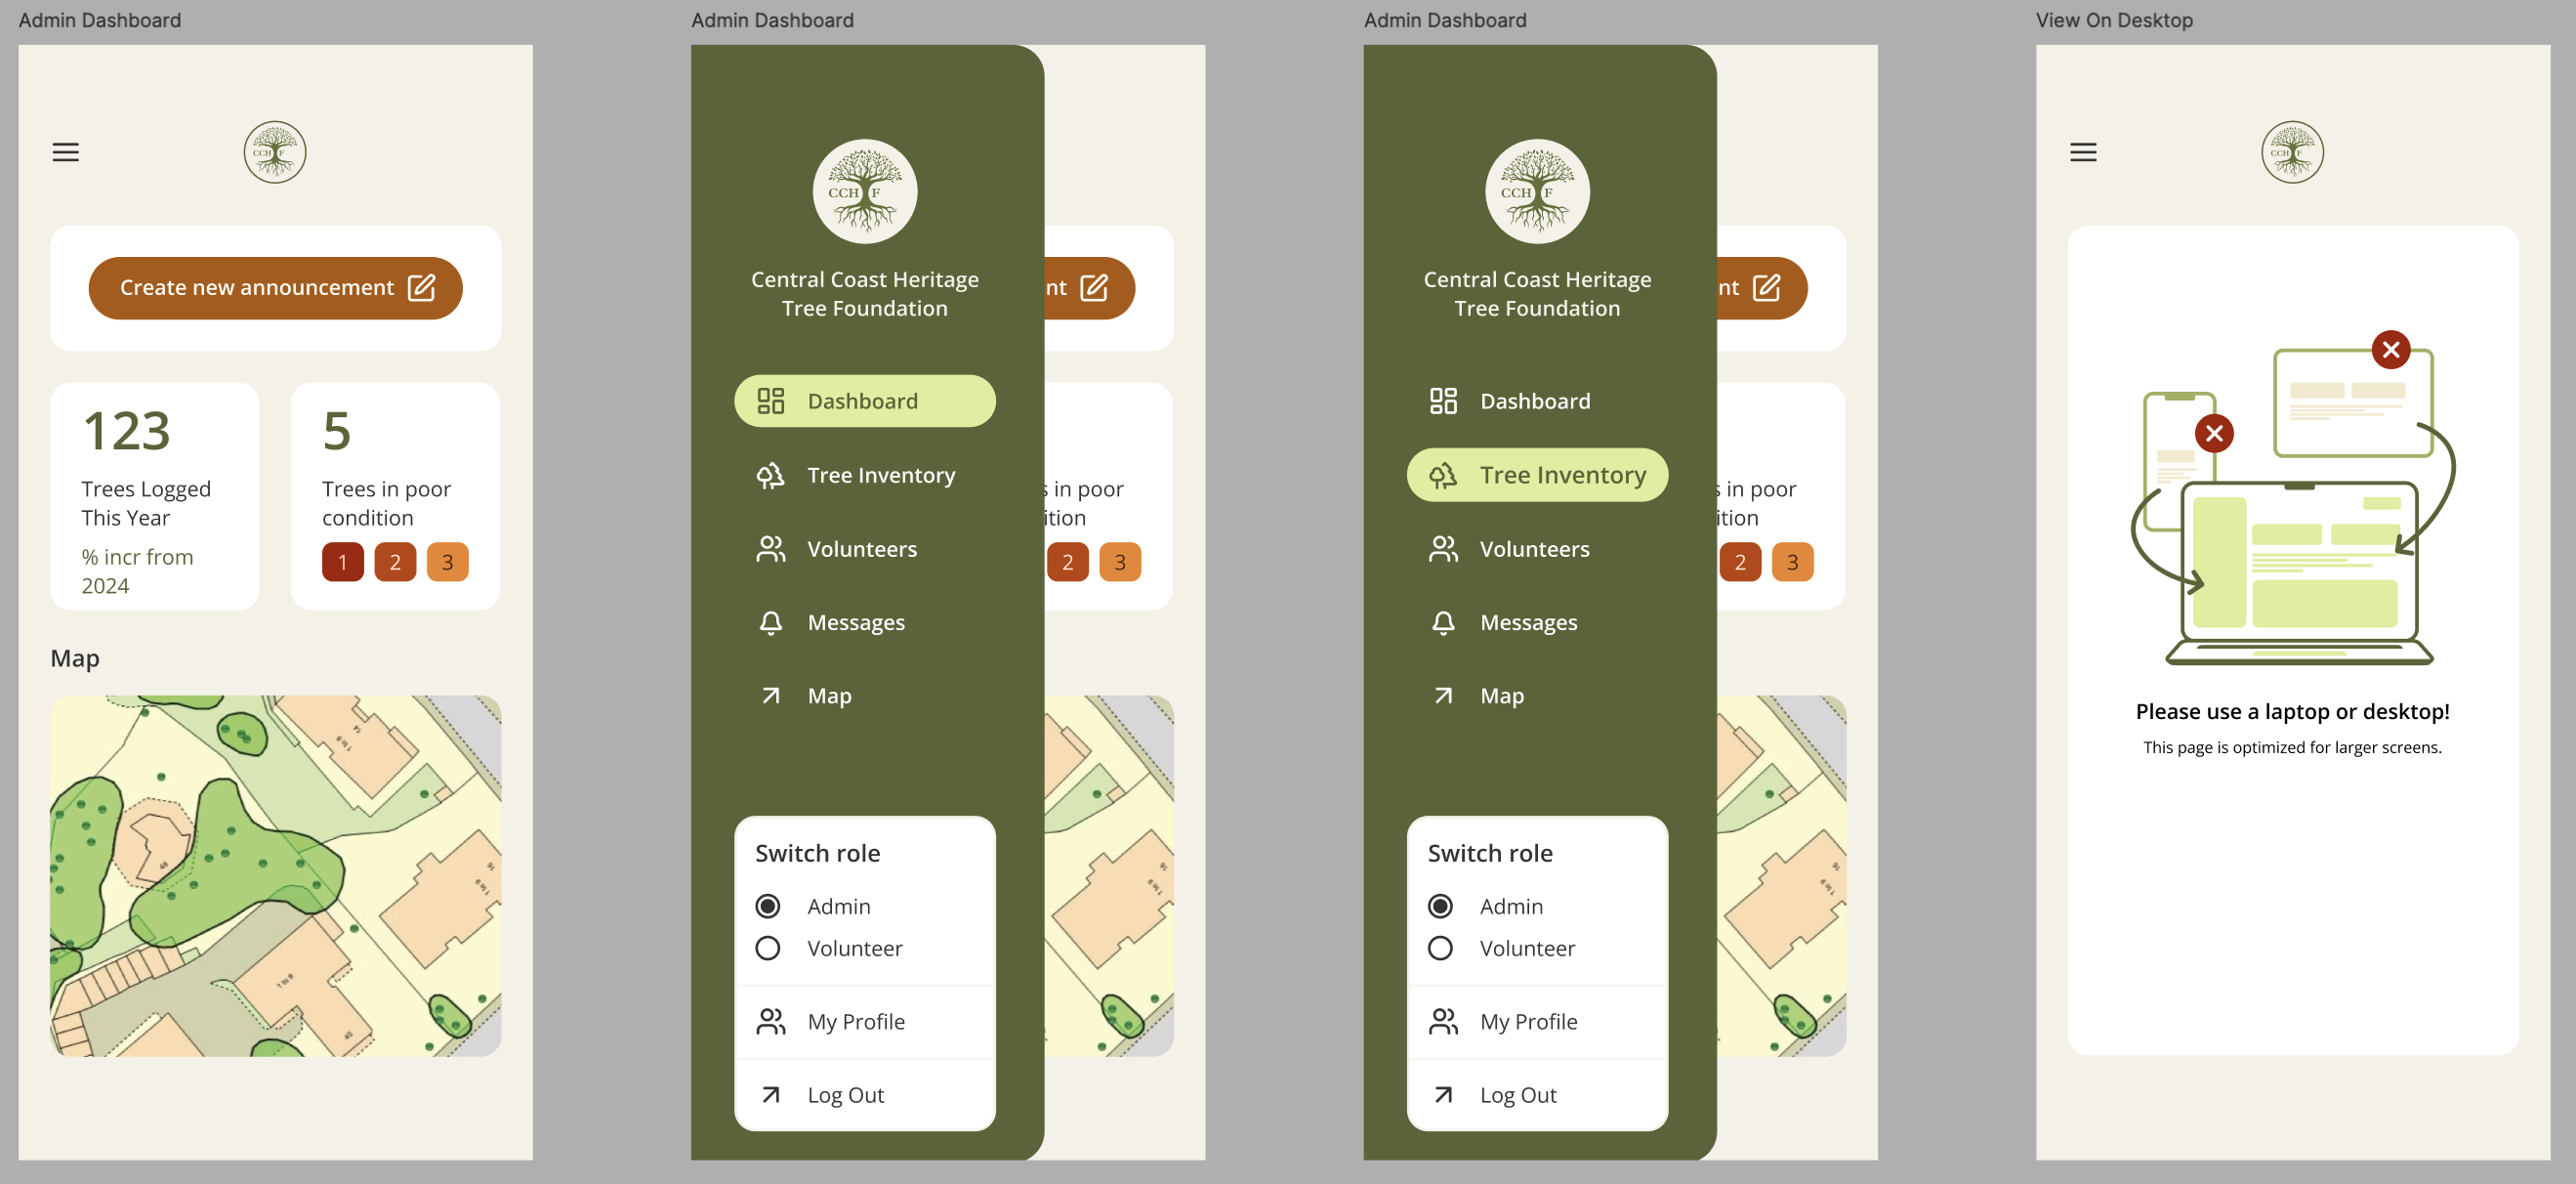 Admin Dashboard
CCH F
Create new announcement
123
Trees Logged
This Year
% incr from
2024
5
Trees in poor
condition
1 2 3
Map
1 to 9
Admin Dashboard
CCH F
Central Coast Heritage
Tree Foundation
Dashboard
Tree Inventory
Volunteers
Messages
Map
Switch role
Admin
Volunteer
My Profile
Log Out
nt
s in poor
ition
2 3
Admin Dashboard
CCH F
Central Coast Heritage
Tree Foundation
Dashboard
Tree Inventory
Volunteers
Messages
Map
Switch role
Admin
Volunteer
My Profile
Log Out
nt
s in poor
ition
2 3
View On Desktop
CCH F
Please use a laptop or desktop!
This page is optimized for larger screens.